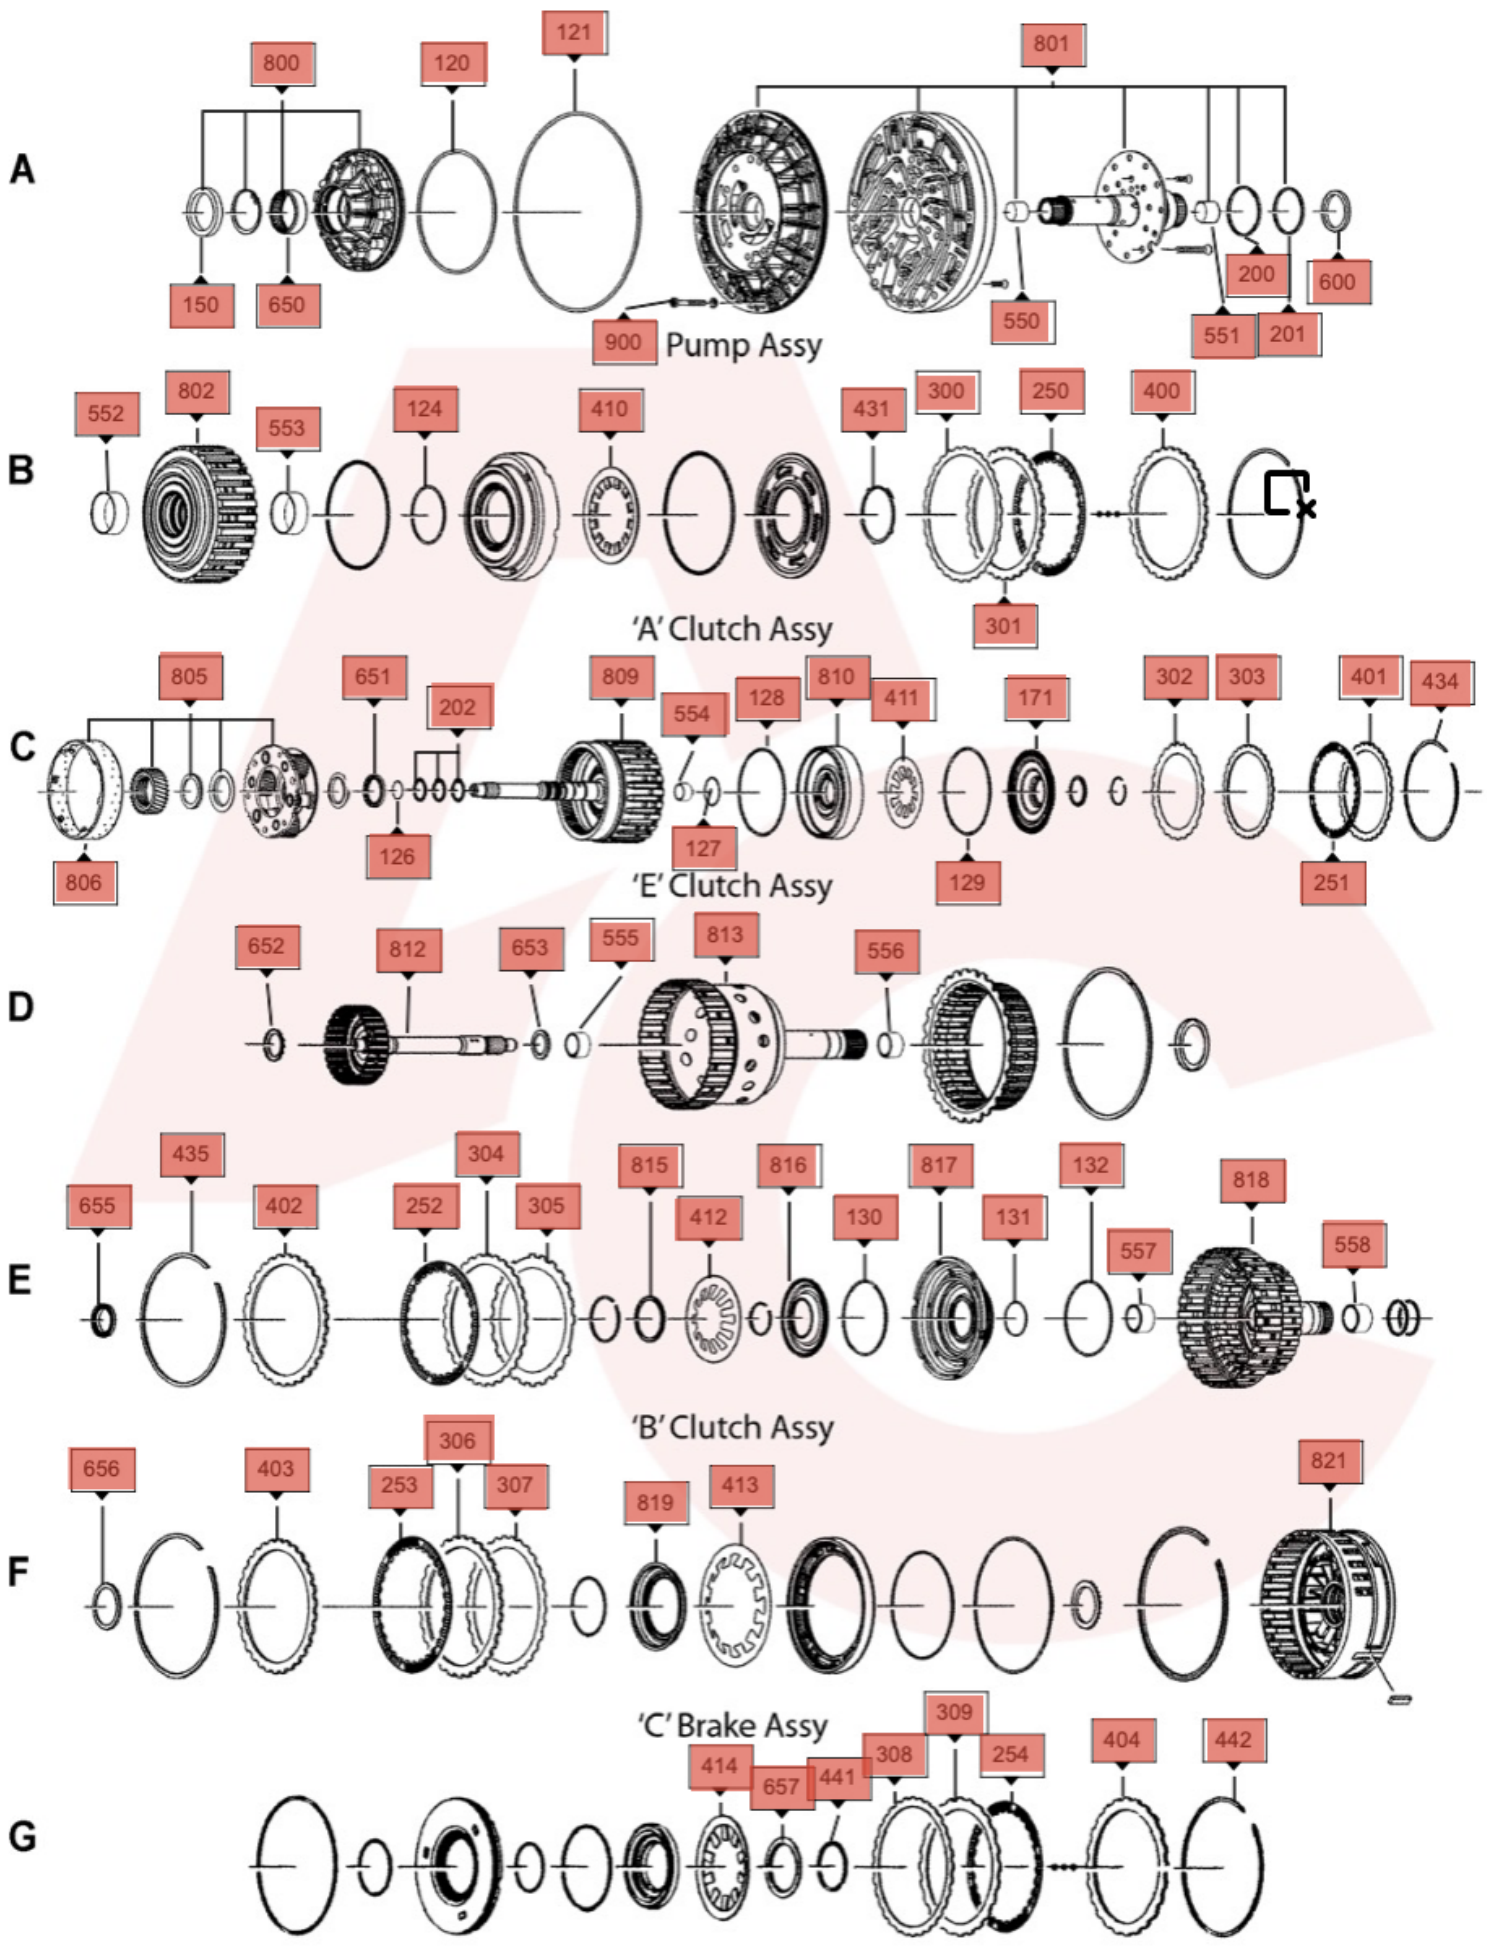 121
800 120 801
A
150 650 200 600
900 Pump Assy 550 551 201
802 300 250 400
552 553 124 410 431
B
301
'A' Clutch Assy
805 651 202 809 554 128 810 411 171 302 303 401 434
C
806 126 127 129 251
'E' Clutch Assy
652 812 653 555 813 556
D
435 304 815 816 817 132 818
655 402 252 305 412 130 131 557 558
E
'B' Clutch Assy
306
656 403 253 307 819 413 821
F
'C' Brake Assy
309
414 657 441 308 254 404 442
G